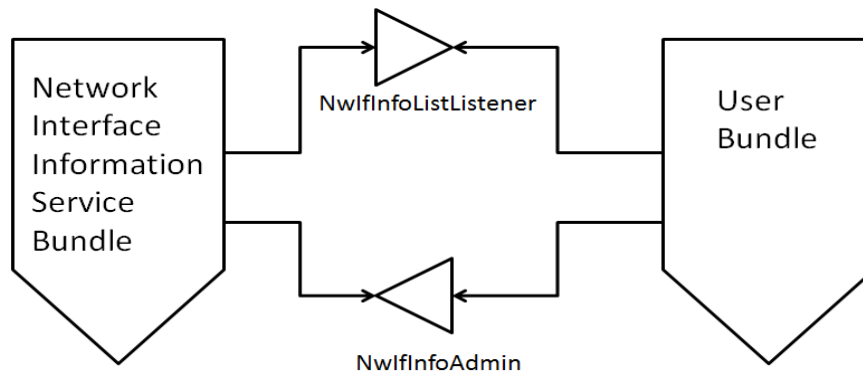 Network
Interface
Information
Service
Bundle
NwIfInfoListListener
User
Bundle
NwIfInfoAdmin